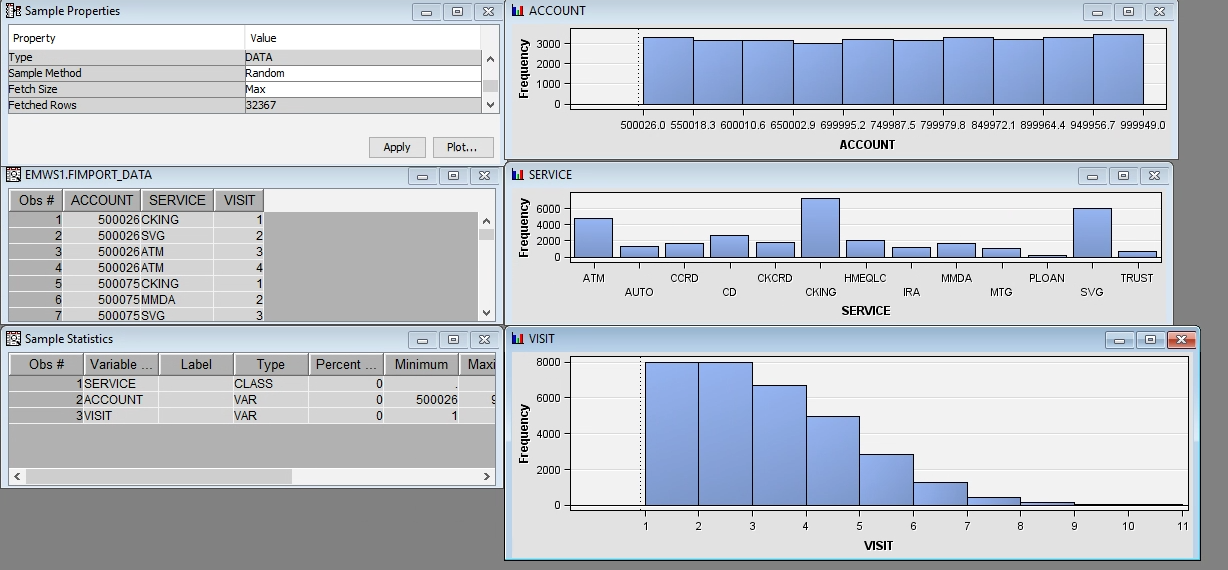 Sample Properties
Property Value
Type DATA
Sample Method Random
Fetch Size Max
Fetched Rows 32367
Apply Plot...
EMWS1.FIMPORT_DATA
Obs # ACCOUNT SERVICE VISIT
1 500026 CKING 1
2 500026 SVG 2
3 500026 ATM 3
4 500026 ATM 4
5 500075 CKING 1
6 500075 MMDA 2
7 500075 SVG 3
Sample Statistics
Obs # Variable ... Label Type Percent ... Minimum Maxi
1 SERVICE CLASS 0 .
2 ACCOUNT VAR 0 500026 9
3 VISIT VAR 0 1
ACCOUNT
Frequency
3000
2000
1000
0
500026.0 550018.3 600010.6 650002.9 699995.2 749987.5 799979.8 849972.1 899964.4 949956.7 999949.0
ACCOUNT
SERVICE
Frequency
6000
4000
2000
0
ATM CCRD CKCRD HMEQLC MMDA PLOAN TRUST
AUTO CD CKING IRA MTG SVG
SERVICE
VISIT
Frequency
8000
6000
4000
2000
0
1 2 3 4 5 6 7 8 9 10 11
VISIT